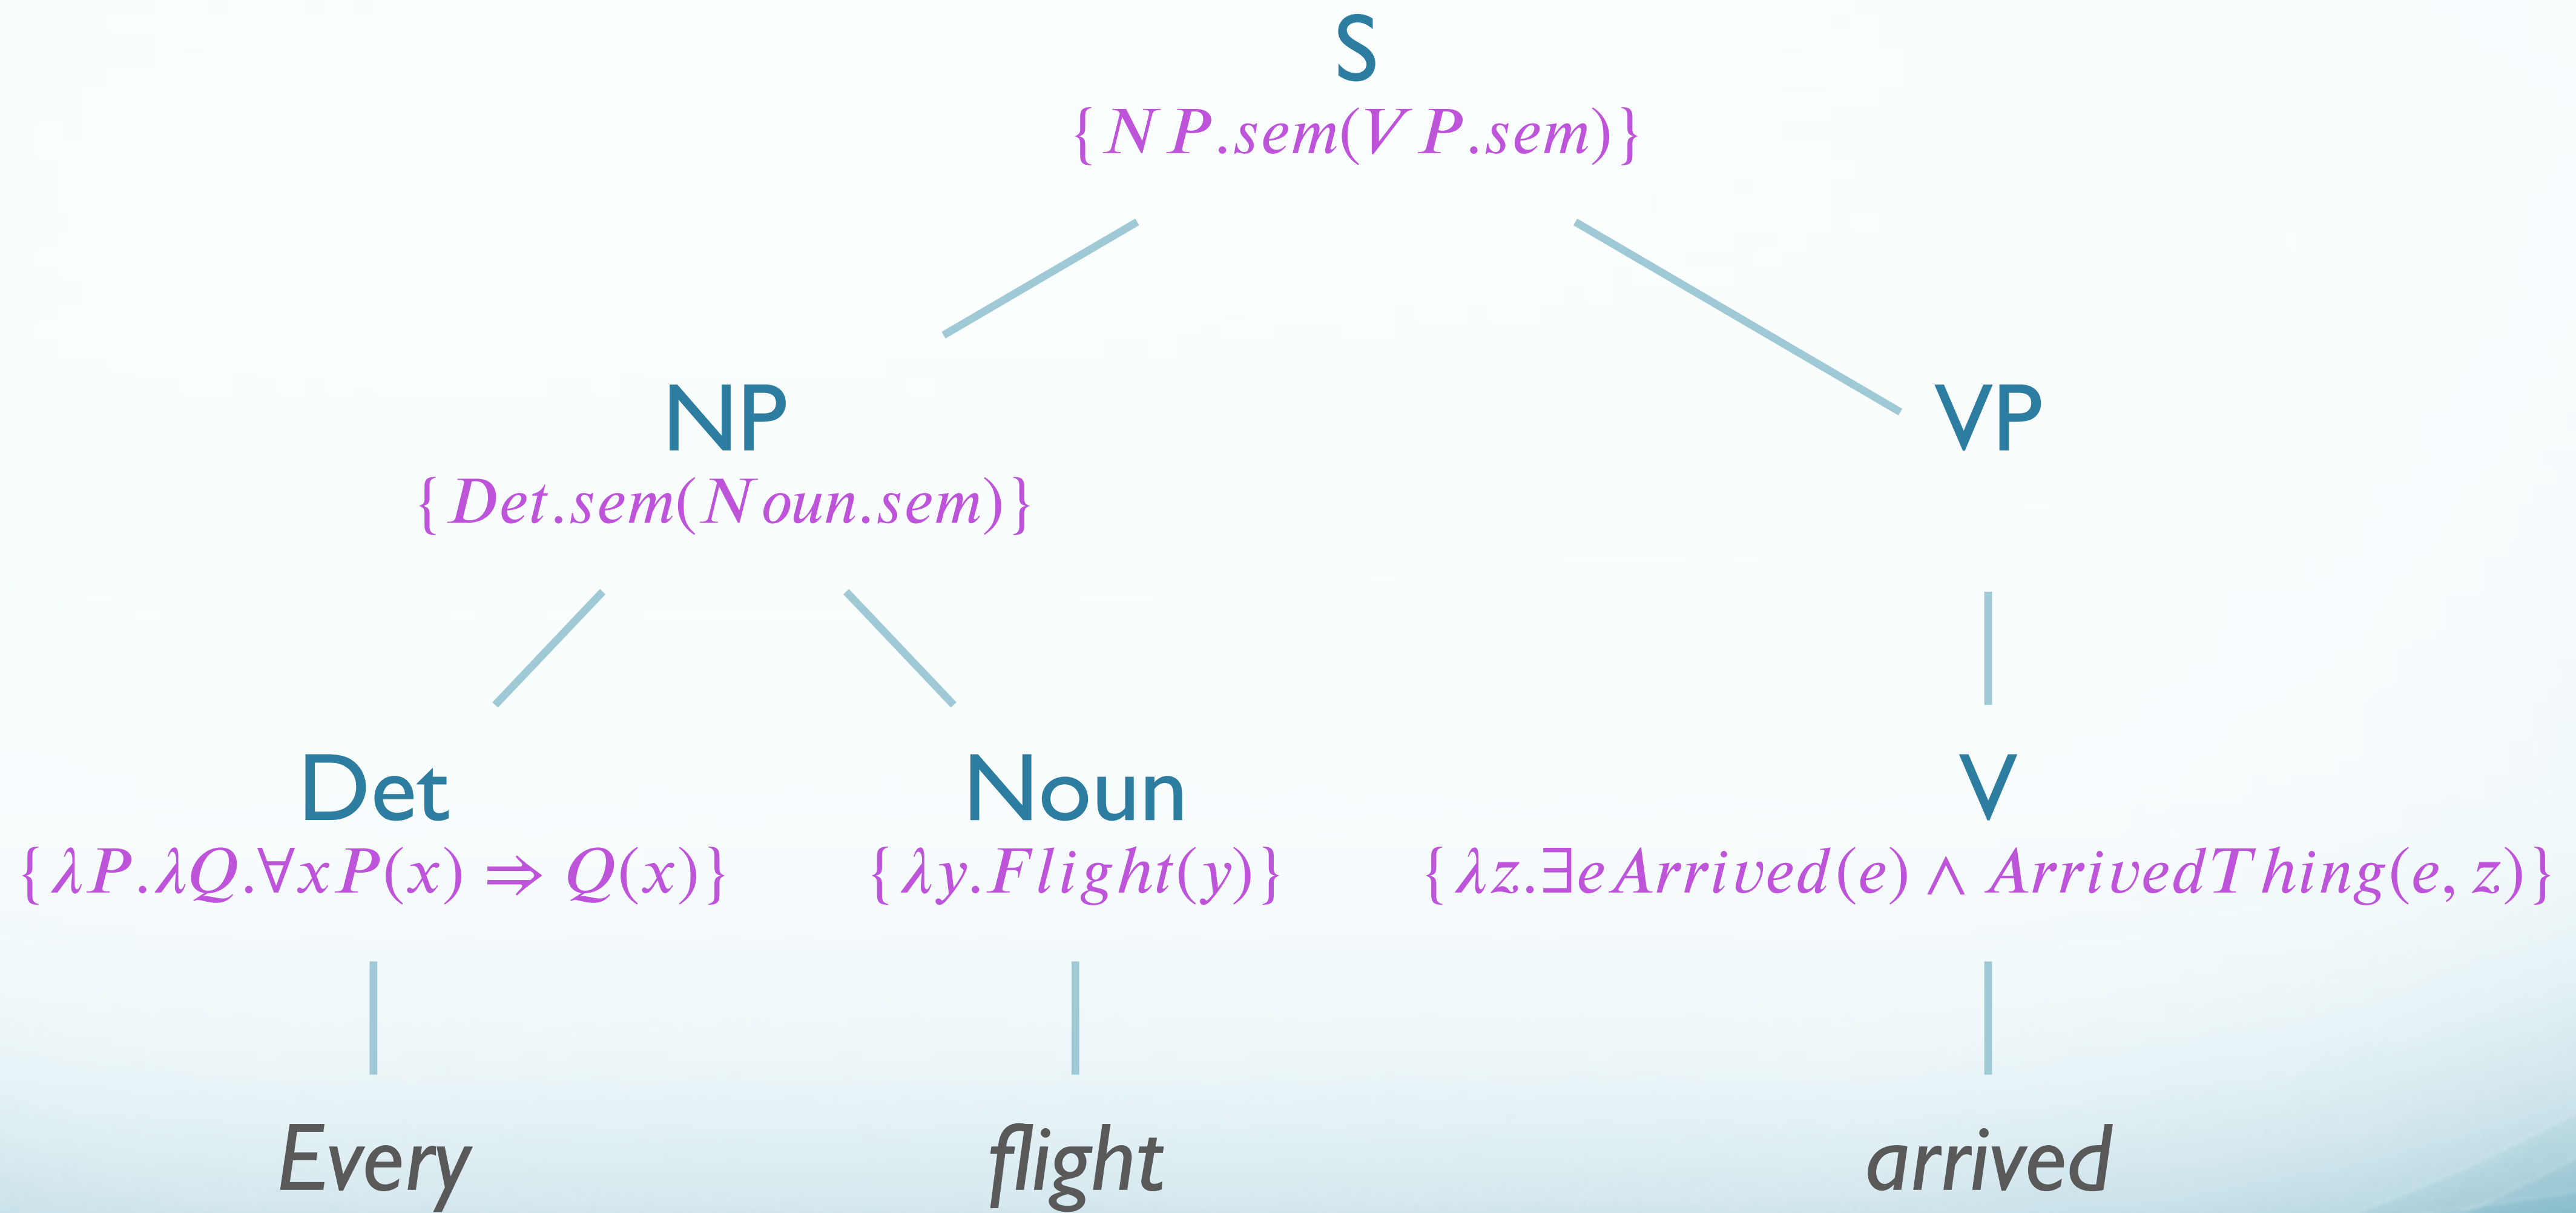 S
{NP.sem(VP.sem)}
NP
VP
{Det.sem(Noun.sem)}
Det
Noun
V
{λP.λQ.∀xP(x) ⇒ Q(x)}
{λy.Flight(y)}
{λz.∃eArrived(e) ∧ ArrivedThing(e, z)}
Every
flight
arrived